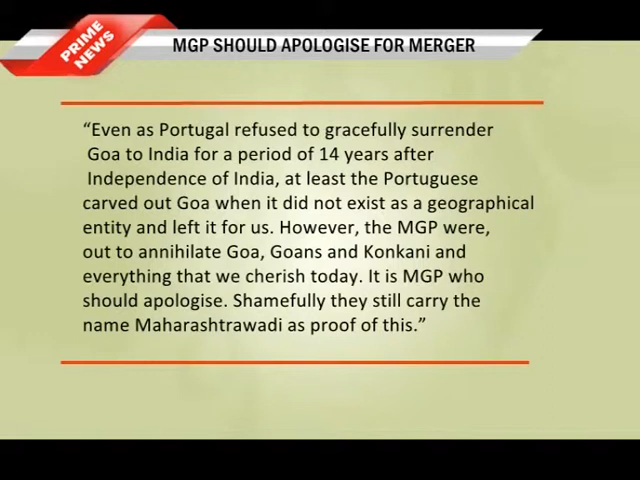 PRIME
NEWS
MGP SHOULD APOLOGISE FOR MERGER
“Even as Portugal refused to gracefully surrender
Goa to India for a period of 14 years after
Independence of India, at least the Portuguese
carved out Goa when it did not exist as a geographical
entity and left it for us. However, the MGP were,
out to annihilate Goa, Goans and Konkani and
everything that we cherish today. It is MGP who
should apologise. Shamefully they still carry the
name Maharashtrawadi as proof of this.”